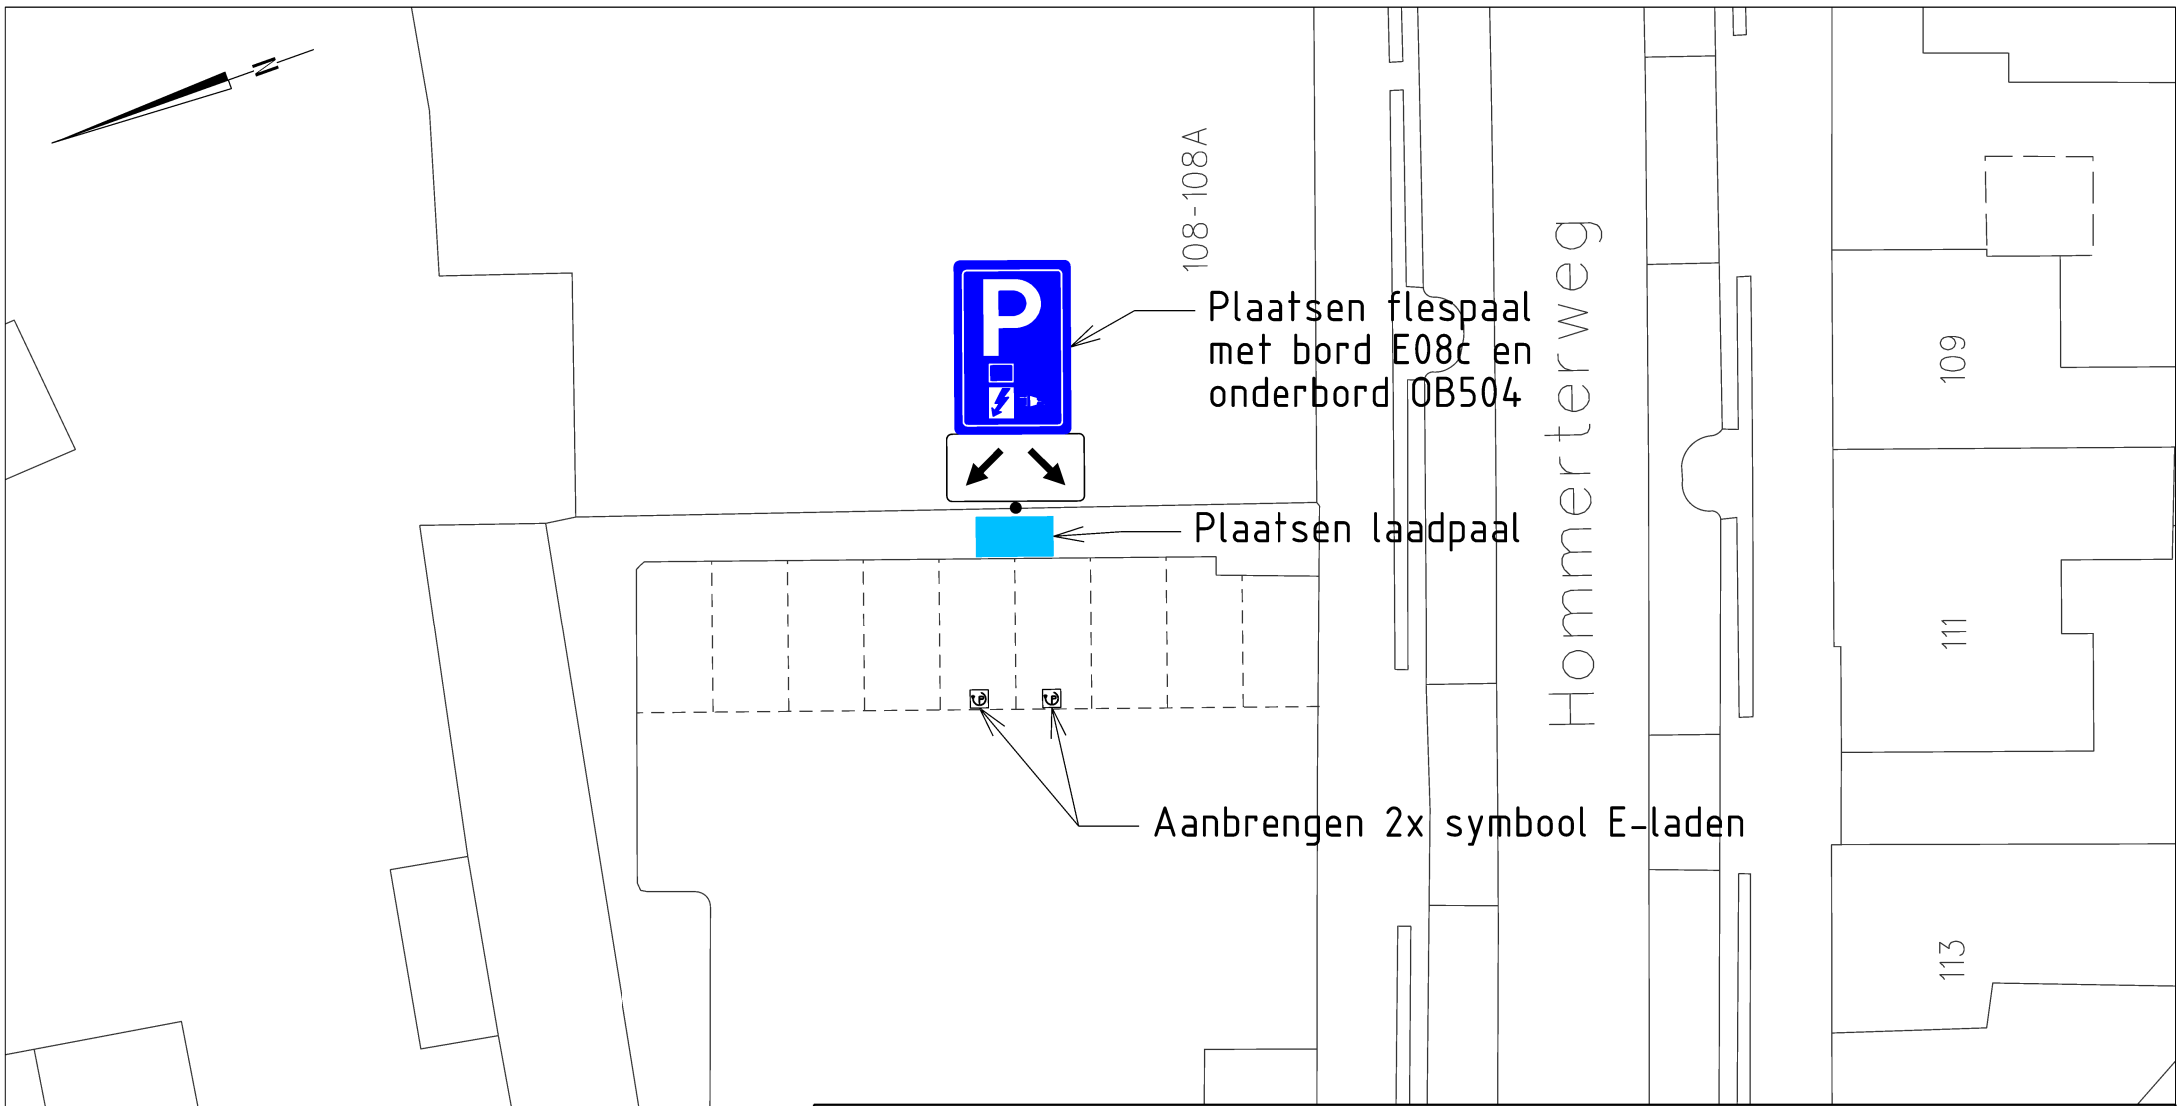 N
108-108A
P
Plaatsen flespaal
met bord E08c en
onderbord OB504
Plaatsen laadpaal
Hommerterweg
109
111
113
Aanbrengen 2x symbool E-laden